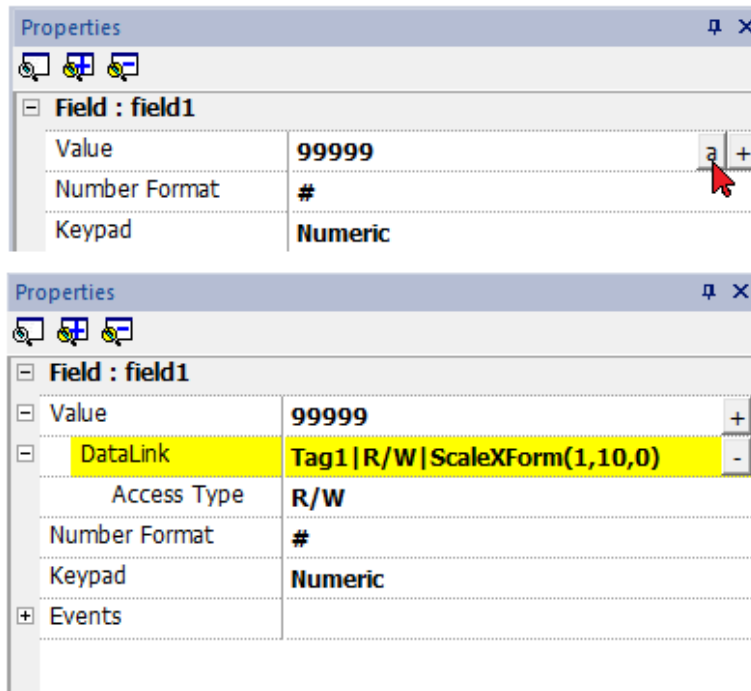 Properties
Field : field1
Value 99999 a +
Number Format #
Keypad Numeric
Properties
Field : field1
Value 99999 +
DataLink Tag1|R/W|ScaleXForm(1,10,0) -
Access Type R/W
Number Format #
Keypad Numeric
Events